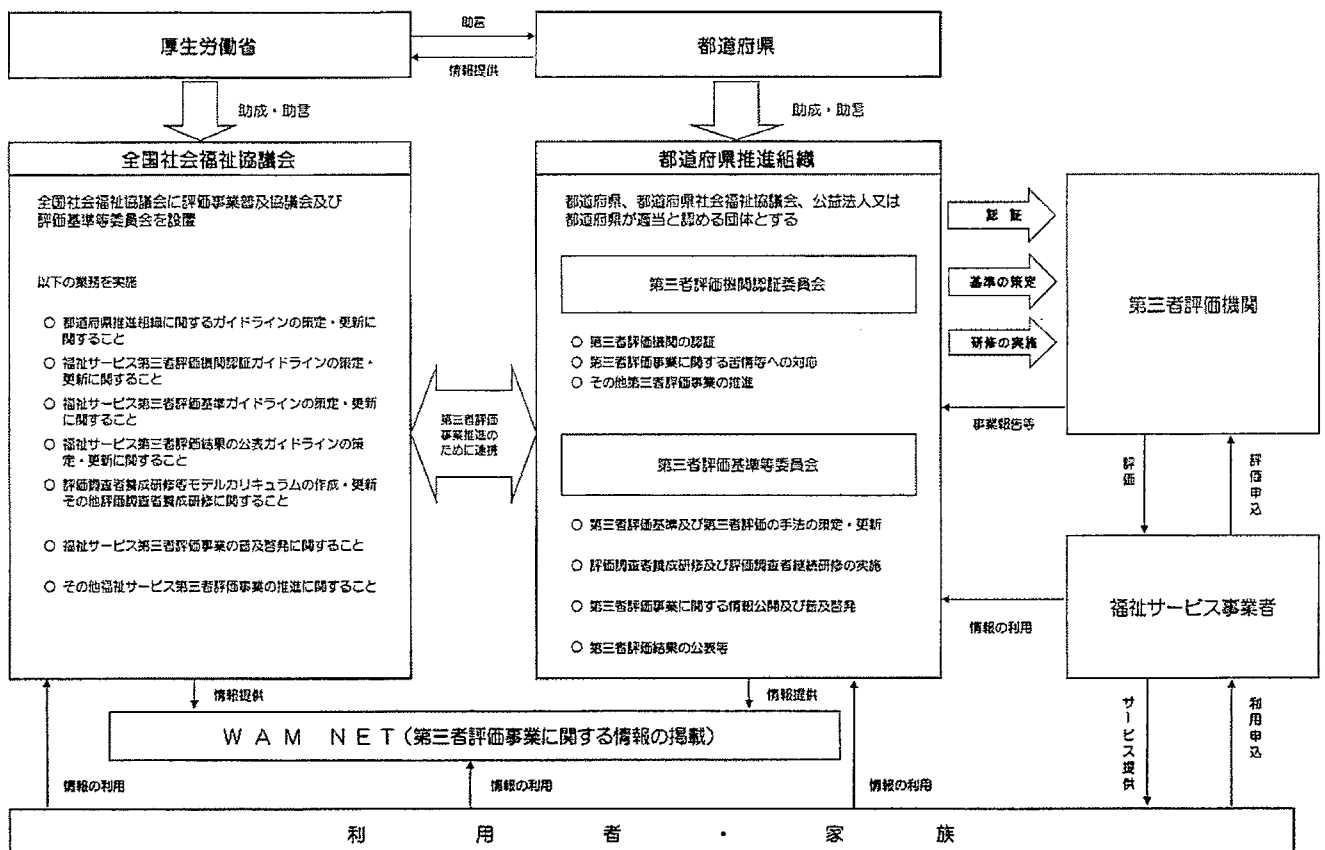 厚生労働省
助言
情報提供
都道府県
助成・助言
助成・助言
全国社会福祉協議会
全国社会福祉協議会に評価事業普及協議会及び
評価基準等委員会を設置
以下の業務を実施
○ 都道府県推進組織に関するガイドラインの策定・更新に
関すること
○ 福祉サービス第三者評価機関認証ガイドラインの策定・
更新に関すること
○ 福祉サービス第三者評価基準ガイドラインの策定・更新
に関すること
○ 福祉サービス第三者評価結果の公表ガイドラインの策
定・更新に関すること
○ 評価調査者養成研修等モデルカリキュラムの作成・更新
その他評価調査者養成研修に関すること
○ 福祉サービス第三者評価事業の普及啓発に関すること
○ その他福祉サービス第三者評価事業の推進に関すること
第三者評価
事業推進の
ために連携
都道府県推進組織
都道府県、都道府県社会福祉協議会、公益法人又は
都道府県が適当と認める団体とする
第三者評価機関認証委員会
○ 第三者評価機関の認証
○ 第三者評価事業に関する苦情等への対応
○ その他第三者評価事業の推進
第三者評価基準等委員会
○ 第三者評価基準及び第三者評価の手法の策定・更新
○ 評価調査者養成研修及び評価調査者継続研修の実施
○ 第三者評価事業に関する情報公開及び普及啓発
○ 第三者評価結果の公表等
認 証
基準の策定
研修の実施
事業報告等
第三者評価機関
評価
評価申込
福祉サービス事業者
情報の利用
サービス提供
利用申込
情報提供
情報提供
WAM NET(第三者評価事業に関する情報の掲載)
情報の利用
情報の利用
情報の利用
利用者・家族